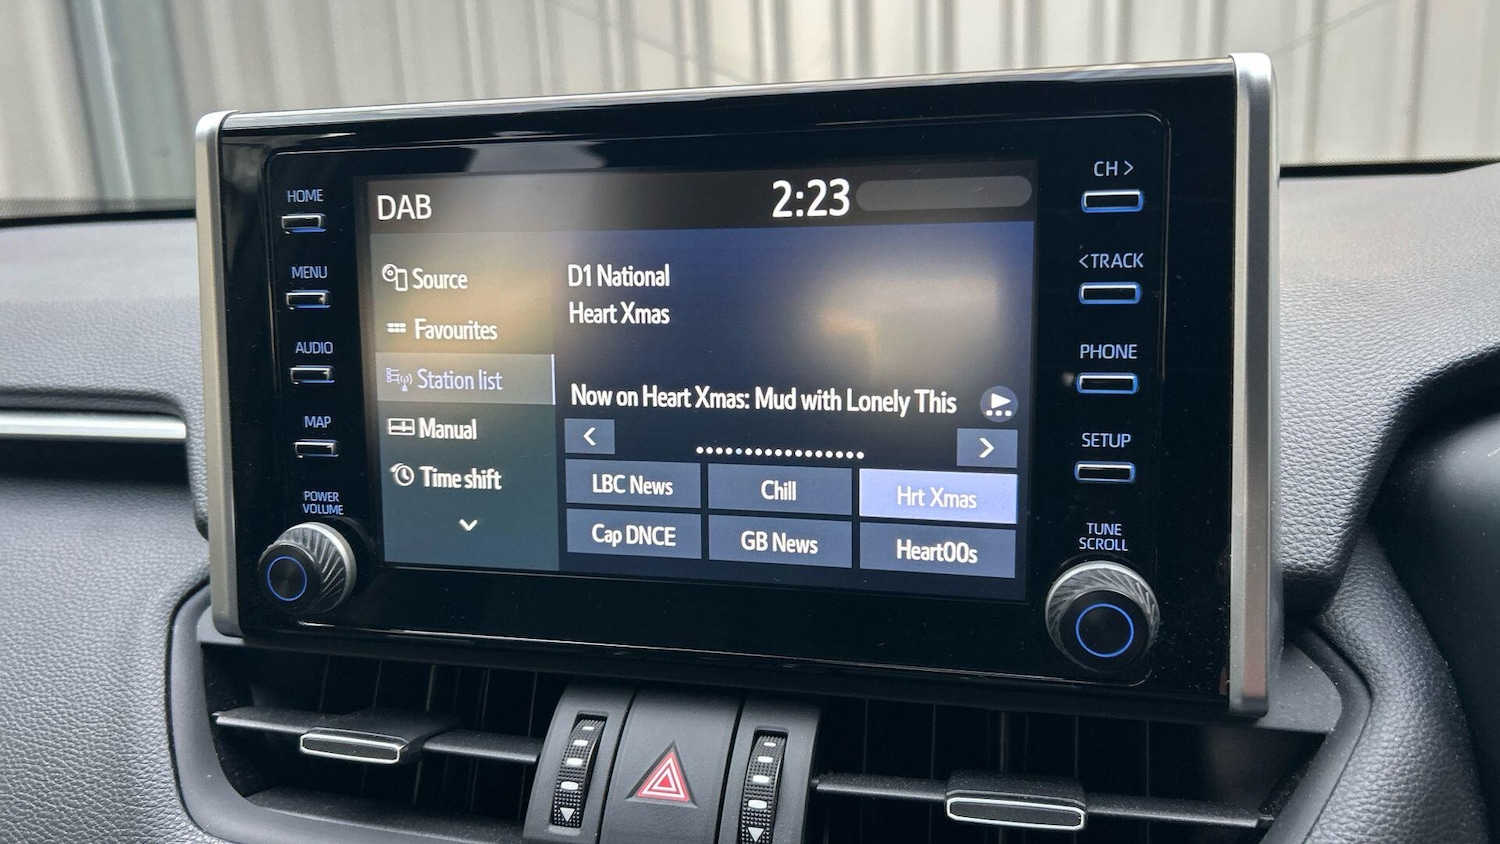 HOME
MENU
AUDIO
MAP
POWER
VOLUME
DAB
2:23
Source
Favourites
Station list
Manual
Time shift
D1 National
Heart Xmas
Now on Heart Xmas: Mud with Lonely This
LBC News
Chill
Hrt Xmas
Cap DNCE
GB News
Heart00s
CH >
<TRACK
PHONE
SETUP
TUNE
SCROLL